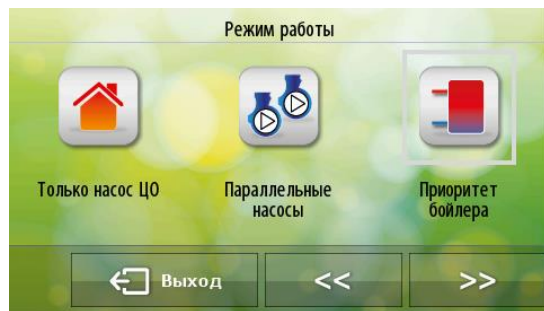 Режим работы
Только насос ЦО
Параллельные
насосы
Приоритет
бойлера
Выход << >>